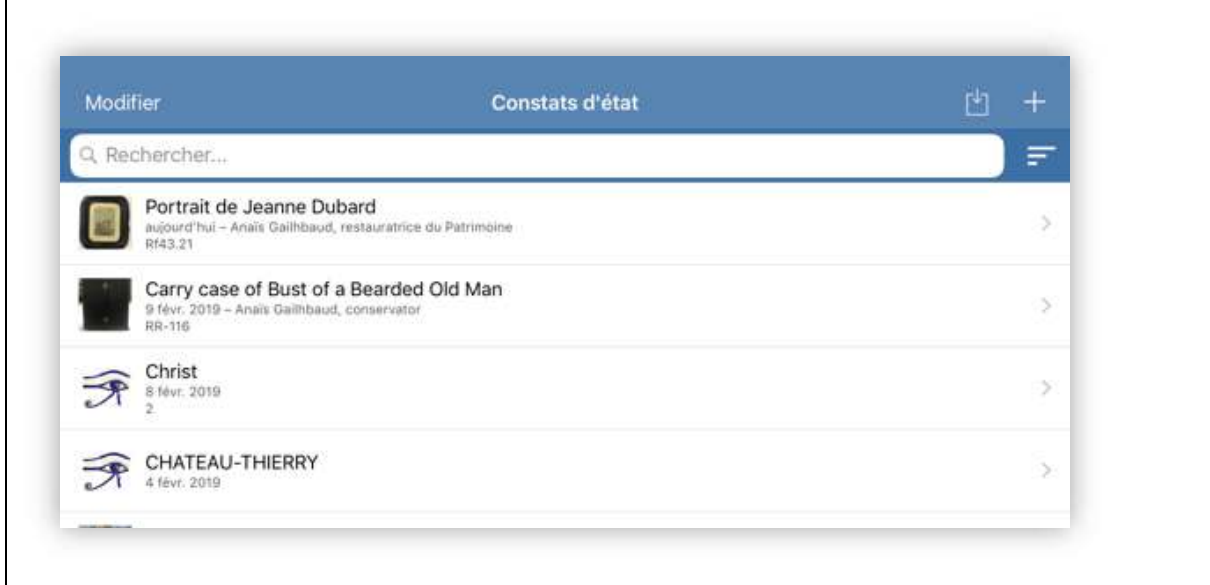 Modifier
Constats d'état
Rechercher...
Portrait de Jeanne Dubard
aujourd'hui – Anaïs Gailhbaud, restauratrice du Patrimoine
Rf43.21
Carry case of Bust of a Bearded Old Man
9 févr. 2019 – Anaïs Gailhbaud, conservator
RR-116
Christ
8 févr. 2019
2
CHATEAU-THIERRY
4 févr. 2019